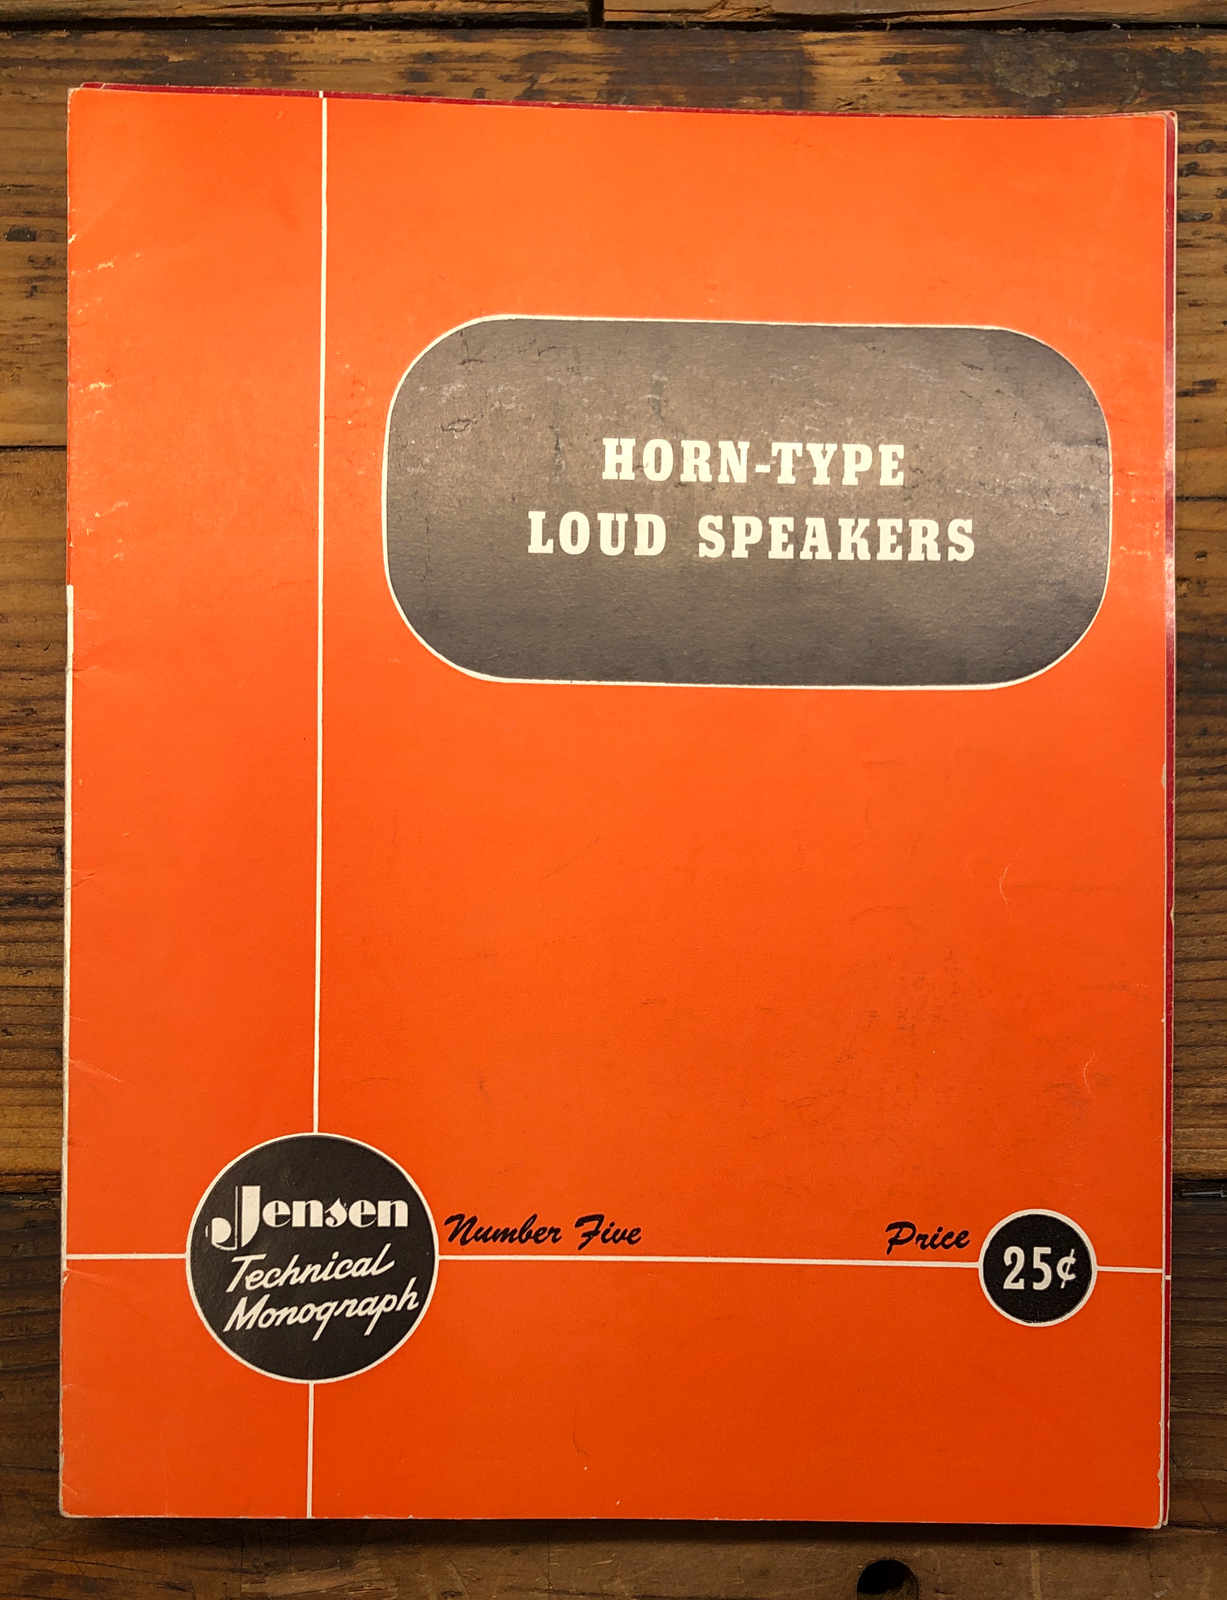 HORN-TYPE
LOUD SPEAKERS
Jensen
Technical
Monograph
Number Five
Price
25¢